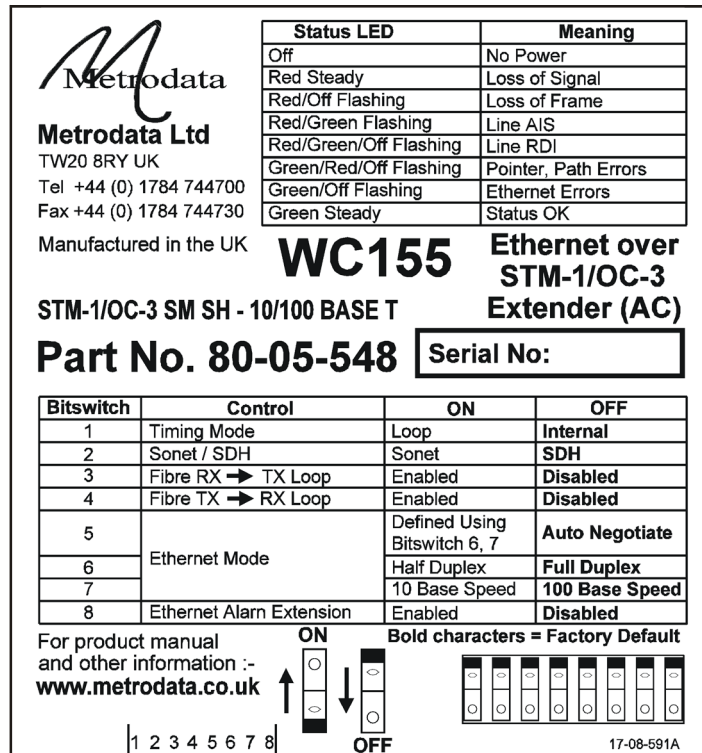 Metrodata
Metrodata Ltd
TW20 8RY UK
Tel +44 (0) 1784 744700
Fax +44 (0) 1784 744730
Manufactured in the UK
Status LED Meaning
Off No Power
Red Steady Loss of Signal
Red/Off Flashing Loss of Frame
Red/Green Flashing Line AIS
Red/Green/Off Flashing Line RDI
Green/Red/Off Flashing Pointer, Path Errors
Green/Off Flashing Ethernet Errors
Green Steady Status OK
WC155
Ethernet over
STM-1/OC-3
Extender (AC)
STM-1/OC-3 SM SH - 10/100 BASE T
Part No. 80-05-548
Serial No:
Bitswitch Control ON OFF
1 Timing Mode Loop Internal
2 Sonet / SDH Sonet SDH
3 Fibre RX → TX Loop Enabled Disabled
4 Fibre TX → RX Loop Enabled Disabled
5 Ethernet Mode Defined Using Bitswitch 6, 7 Auto Negotiate
6 Half Duplex Full Duplex
7 10 Base Speed 100 Base Speed
8 Ethernet Alarn Extension Enabled Disabled
For product manual
and other information :-
www.metrodata.co.uk
ON
OFF
Bold characters = Factory Default
1 2 3 4 5 6 7 8
17-08-591A